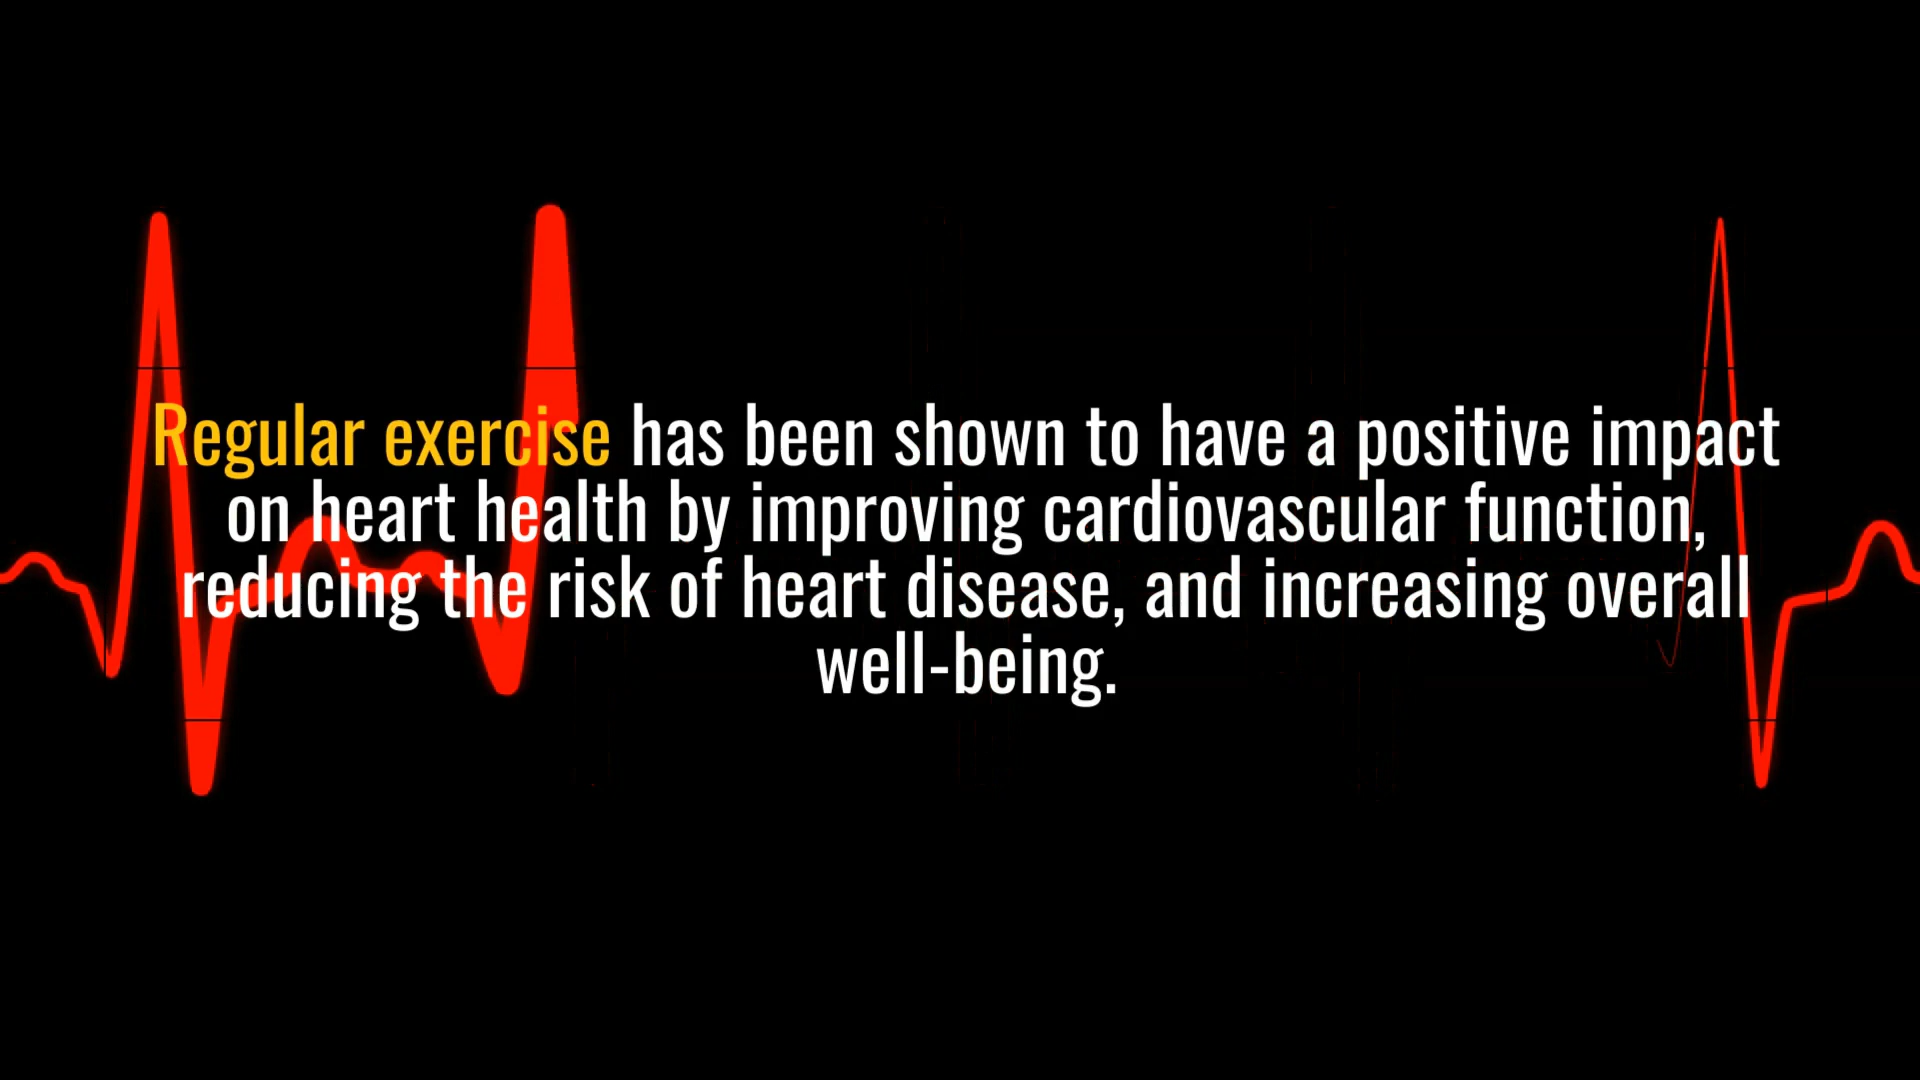 Regular exercise has been shown to have a positive impact
on heart health by improving cardiovascular function,
reducing the risk of heart disease, and increasing overall
well-being.